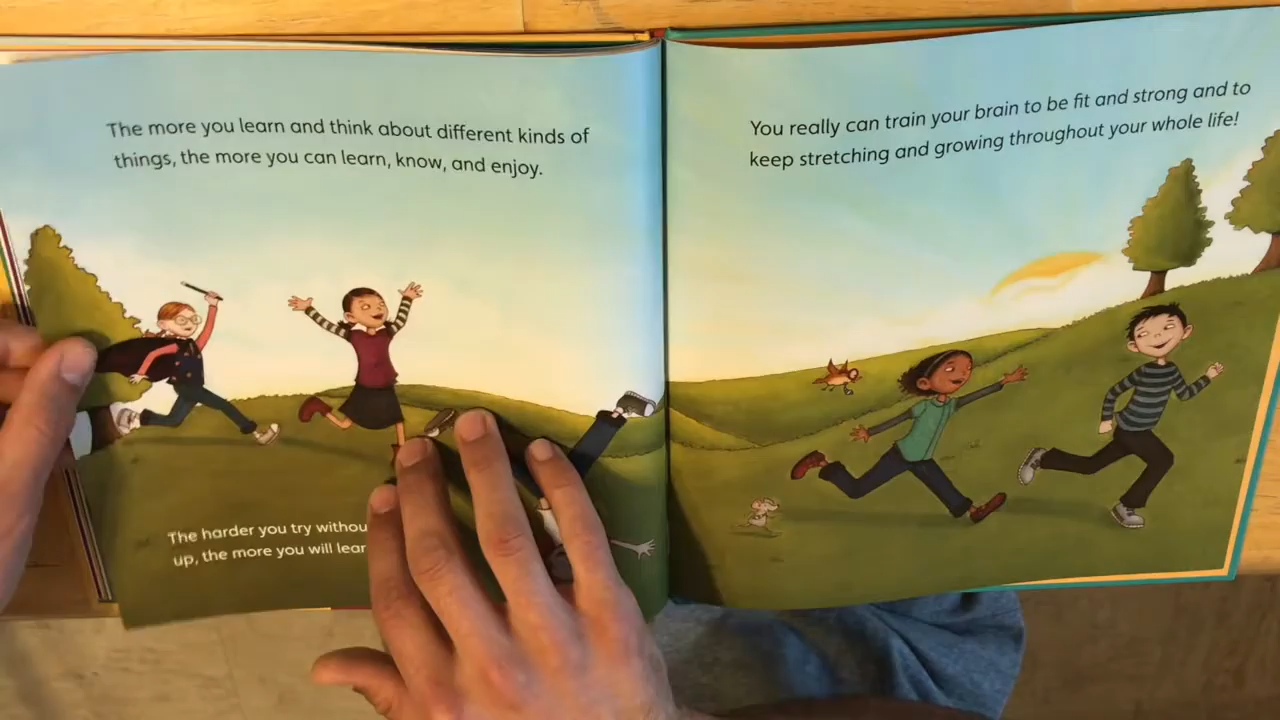 The more you learn and think about different kinds of
things, the more you can learn, know, and enjoy.
The harder you try
up, the more you will
You really can train your brain to be fit and strong and to
keep stretching and growing throughout your whole life!